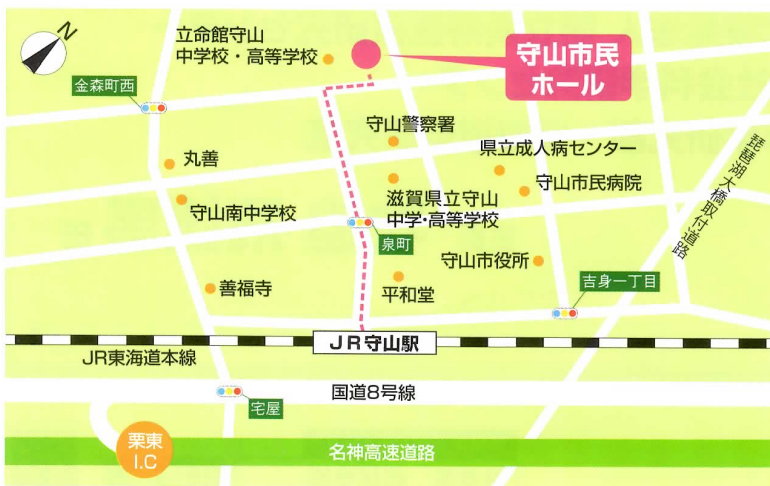 N
立命館守山
中学校・高等学校
守山市民
ホール
金森町西
守山警察署
丸善
県立成人病センター
守山市民病院
滋賀県立守山
中学・高等学校
守山南中学校
琵琶湖大橋取付道路
泉町
守山市役所
吉身一丁目
善福寺
平和堂
JR守山駅
JR東海道本線
国道8号線
宅屋
栗東
I.C
名神高速道路